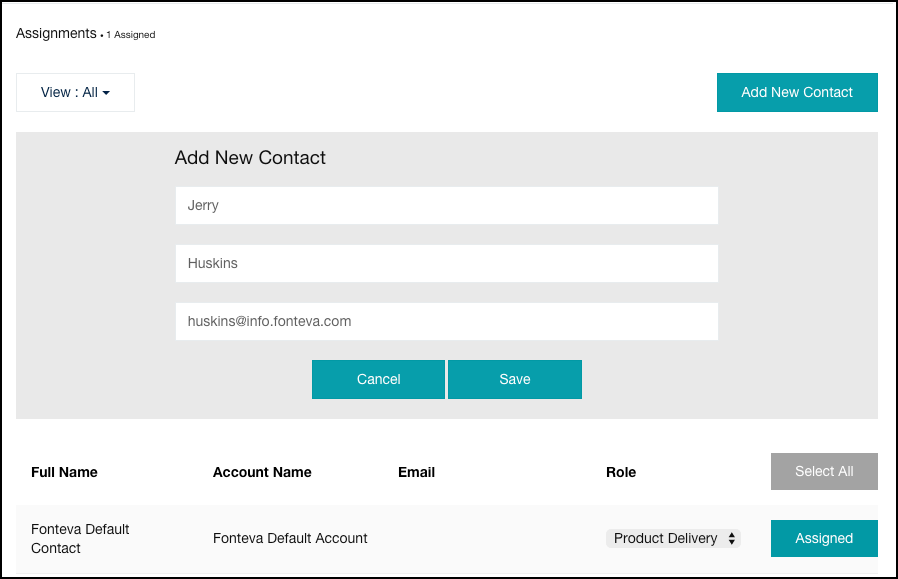 Assignments • 1 Assigned
View : All
Add New Contact
Add New Contact
Jerry
Huskins
huskins@info.fonteva.com
Cancel
Save
Full Name
Account Name
Email
Role
Select All
Fonteva Default
Contact
Fonteva Default Account
Product Delivery
Assigned